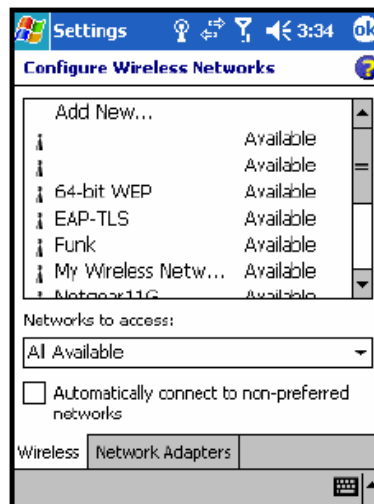 Settings 3:34 ok
Configure Wireless Networks ?
Add New...
Available
Available
64-bit WEP Available
EAP-TLS Available
Funk Available
My Wireless Netw... Available
Netgear11G Available
Networks to access:
All Available
Automatically connect to non-preferred
networks
Wireless Network Adapters